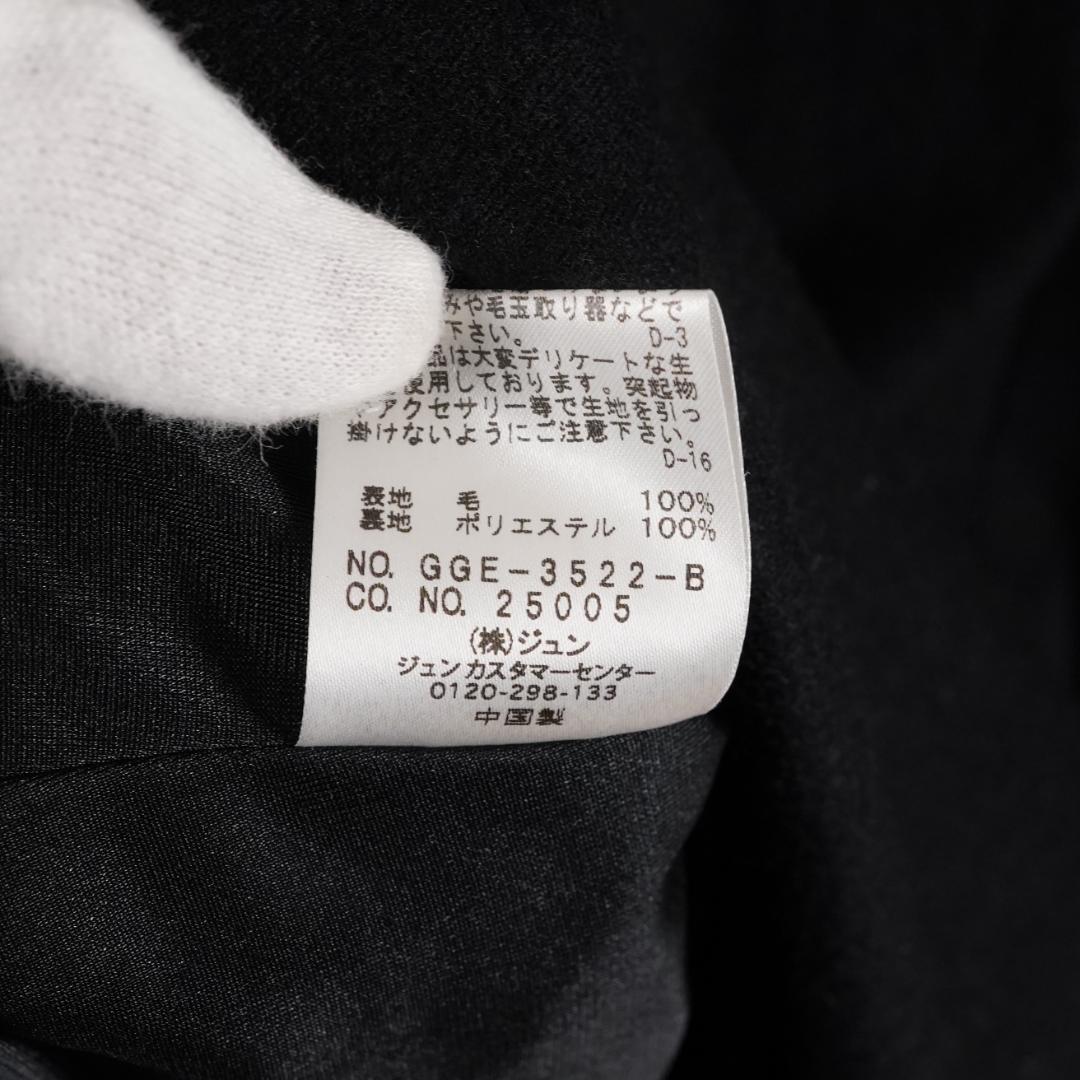 みや毛玉取り器などで
下さい。 D-3
品は大変デリケートな生
使用しております。突起物
やアクセサリー等で生地を引っ
掛けないようにご注意下さい。
D-16
表地 毛 100%
裏地 ポリエステル 100%
NO. GGE-3522-B
CO. NO. 25005
(株)ジュン
ジュンカスタマーセンター
0120-298-133
中国製